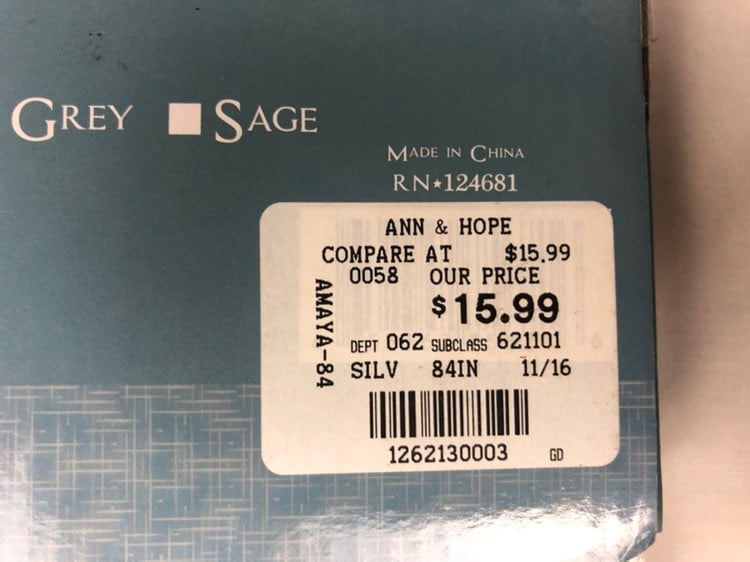 GREY SAGE
MADE IN CHINA
RN★124681
ANN & HOPE
COMPARE AT $15.99
0058 OUR PRICE
$15.99
DEPT 062 SUBCLASS 621101
SILV 84IN 11/16
AMAYA-84
1262130003 GD